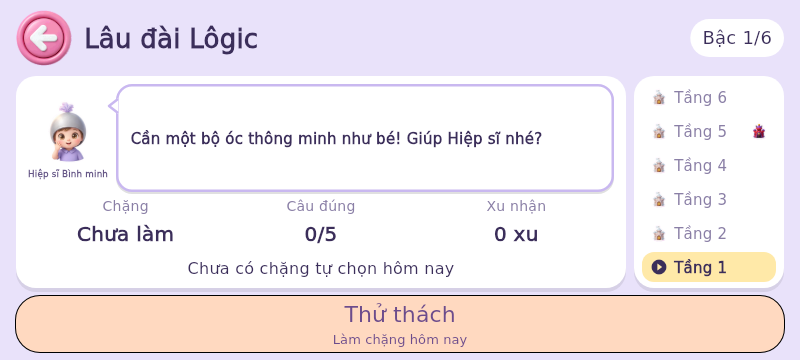 Lâu đài Lôgic
Bậc 1/6
Cần một bộ óc thông minh như bé! Giúp Hiệp sĩ nhé?
Hiệp sĩ Bình minh
Chặng
Chưa làm
Câu đúng
0/5
Xu nhận
0 xu
Chưa có chặng tự chọn hôm nay
Tầng 6
Tầng 5
Tầng 4
Tầng 3
Tầng 2
Tầng 1
Thử thách
Làm chặng hôm nay